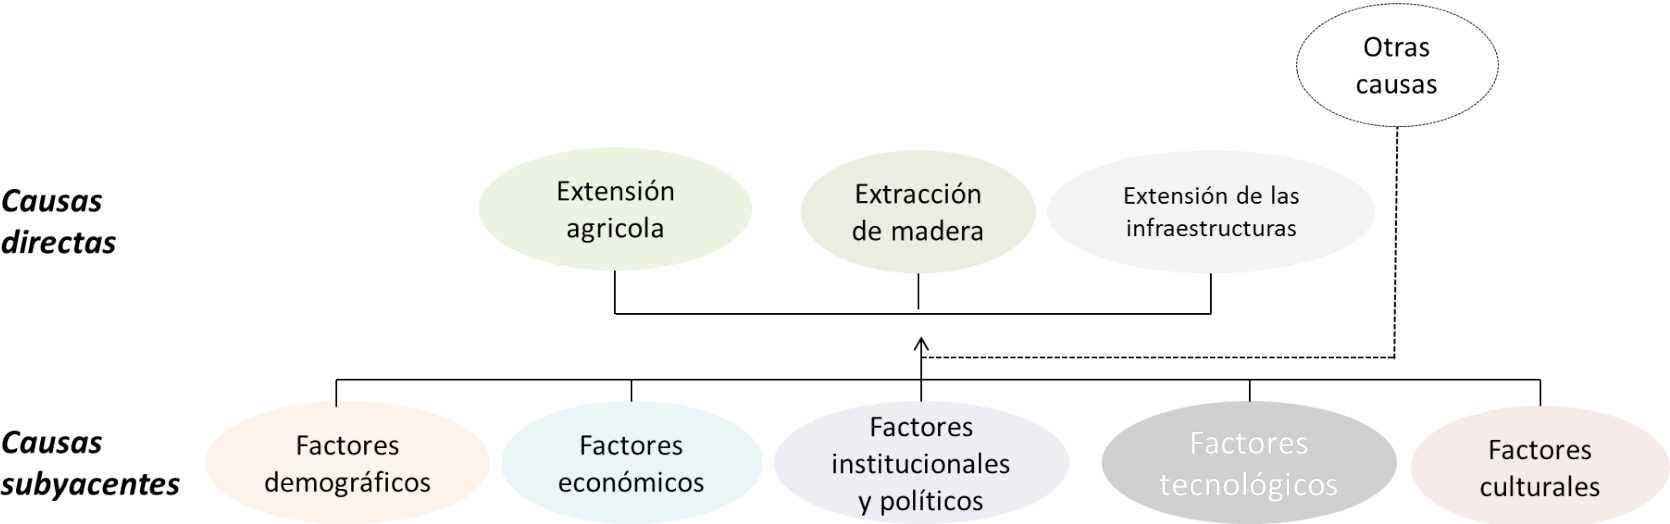 Otras
causas
Causas
directas
Extensión
agricola
Extracción
de madera
Extensión de las
infraestructuras
Causas
subyacentes
Factores
demográficos
Factores
económicos
Factores
institucionales
y políticos
Factores
tecnológicos
Factores
culturales